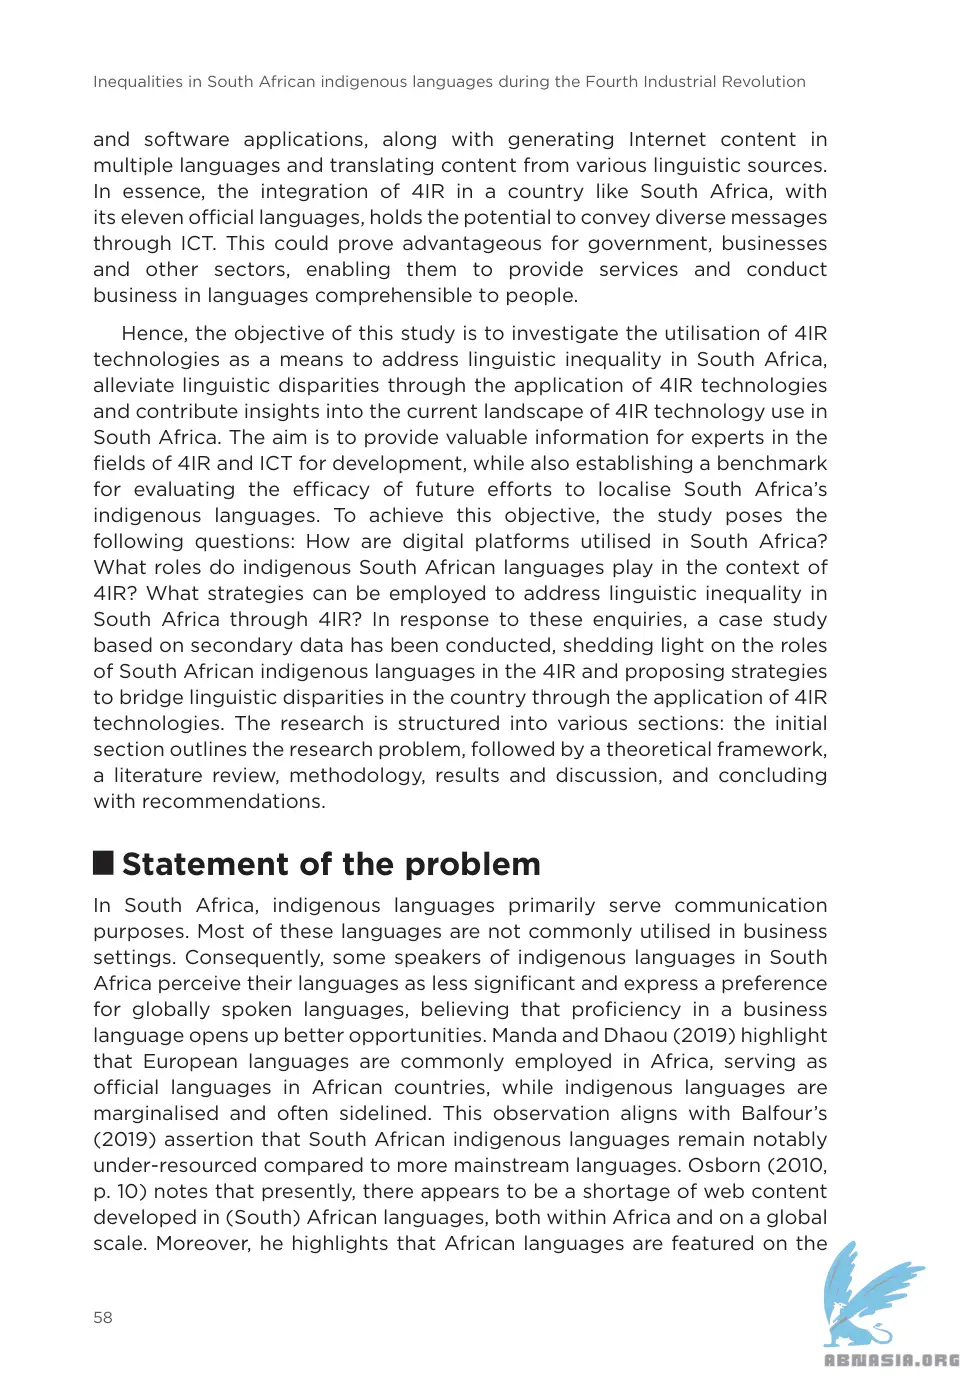 Inequalities in South African indigenous languages during the Fourth Industrial Revolution
and software applications, along with generating Internet content in
multiple languages and translating content from various linguistic sources.
In essence, the integration of 4IR in a country like South Africa, with
its eleven official languages, holds the potential to convey diverse messages
through ICT. This could prove advantageous for government, businesses
and other sectors, enabling them to provide services and conduct
business in languages comprehensible to people.
Hence, the objective of this study is to investigate the utilisation of 4IR
technologies as a means to address linguistic inequality in South Africa,
alleviate linguistic disparities through the application of 4IR technologies
and contribute insights into the current landscape of 4IR technology use in
South Africa. The aim is to provide valuable information for experts in the
fields of 4IR and ICT for development, while also establishing a benchmark
for evaluating the efficacy of future efforts to localise South Africa's
indigenous languages. To achieve this objective, the study poses the
following questions: How are digital platforms utilised in South Africa?
What roles do indigenous South African languages play in the context of
4IR? What strategies can be employed to address linguistic inequality in
South Africa through 4IR? In response to these enquiries, a case study
based on secondary data has been conducted, shedding light on the roles
of South African indigenous languages in the 4IR and proposing strategies
to bridge linguistic disparities in the country through the application of 4IR
technologies. The research is structured into various sections: the initial
section outlines the research problem, followed by a theoretical framework,
a literature review, methodology, results and discussion, and concluding
with recommendations.
Statement of the problem
In South Africa, indigenous languages primarily serve communication
purposes. Most of these languages are not commonly utilised in business
settings. Consequently, some speakers of indigenous languages in South
Africa perceive their languages as less significant and express a preference
for globally spoken languages, believing that proficiency in a business
language opens up better opportunities. Manda and Dhaou (2019) highlight
that European languages are commonly employed in Africa, serving as
official languages in African countries, while indigenous languages are
marginalised and often sidelined. This observation aligns with Balfour's
(2019) assertion that South African indigenous languages remain notably
under-resourced compared to more mainstream languages. Osborn (2010,
p. 10) notes that presently, there appears to be a shortage of web content
developed in (South) African languages, both within Africa and on a global
scale. Moreover, he highlights that African languages are featured on the
58
ABNASIA.ORG